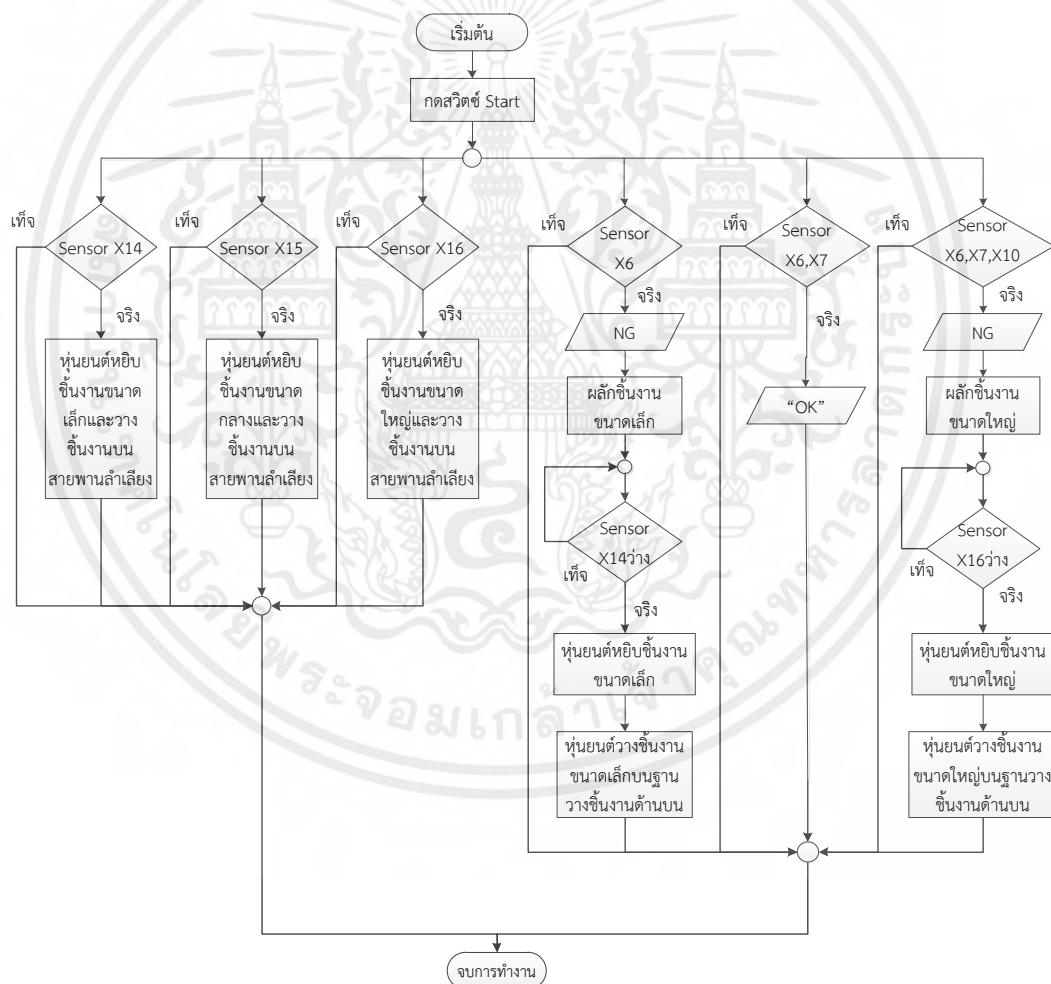 เริ่มต้น
กดสวิตซ์ Start
เท็จ
Sensor X14
จริง
หุ่นยนต์หยิบ
ชิ้นงานขนาด
เล็กและวาง
ชิ้นงานบน
สายพานลำเลียง
เท็จ
Sensor X15
จริง
หุ่นยนต์หยิบ
ชิ้นงานขนาด
กลางและวาง
ชิ้นงานบน
สายพานลำเลียง
เท็จ
Sensor X16
จริง
หุ่นยนต์หยิบ
ชิ้นงานขนาด
ใหญ่และวาง
ชิ้นงานบน
สายพานลำเลียง
เท็จ
Sensor
X6
จริง
NG
ผลักชิ้นงาน
ขนาดเล็ก
Sensor
X14ว่าง
เท็จ
จริง
หุ่นยนต์หยิบชิ้นงาน
ขนาดเล็ก
หุ่นยนต์วางชิ้นงาน
ขนาดเล็กบนฐาน
วางชิ้นงานด้านบน
เท็จ
Sensor
X6,X7
จริง
“OK”
เท็จ
Sensor
X6,X7,X10
จริง
NG
ผลักชิ้นงาน
ขนาดใหญ่
Sensor
X16ว่าง
เท็จ
จริง
หุ่นยนต์หยิบชิ้นงาน
ขนาดใหญ่
หุ่นยนต์วางชิ้นงาน
ขนาดใหญ่บนฐานวาง
ชิ้นงานด้านบน
จบการทำงาน